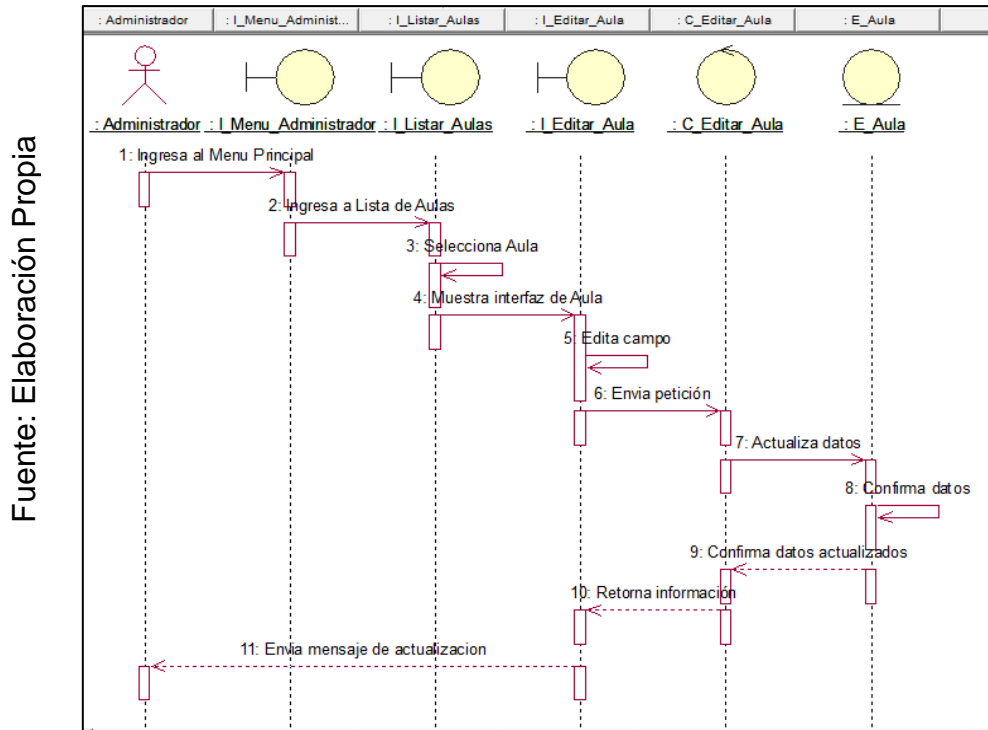 : Administrador : I_Menu_Administ... : I_Listar_Aulas : I_Editar_Aula : C_Editar_Aula : E_Aula
: Administrador : I_Menu_Administrador : I_Listar_Aulas : I_Editar_Aula : C_Editar_Aula : E_Aula
1: Ingresa al Menu Principal
2: Ingresa a Lista de Aulas
3: Selecciona Aula
4: Muestra interfaz de Aula
5: Edita campo
6: Envia petición
7: Actualiza datos
8: Confirma datos
9: Confirma datos actualizados
10: Retorna información
11: Envia mensaje de actualizacion
Fuente: Elaboración Propia